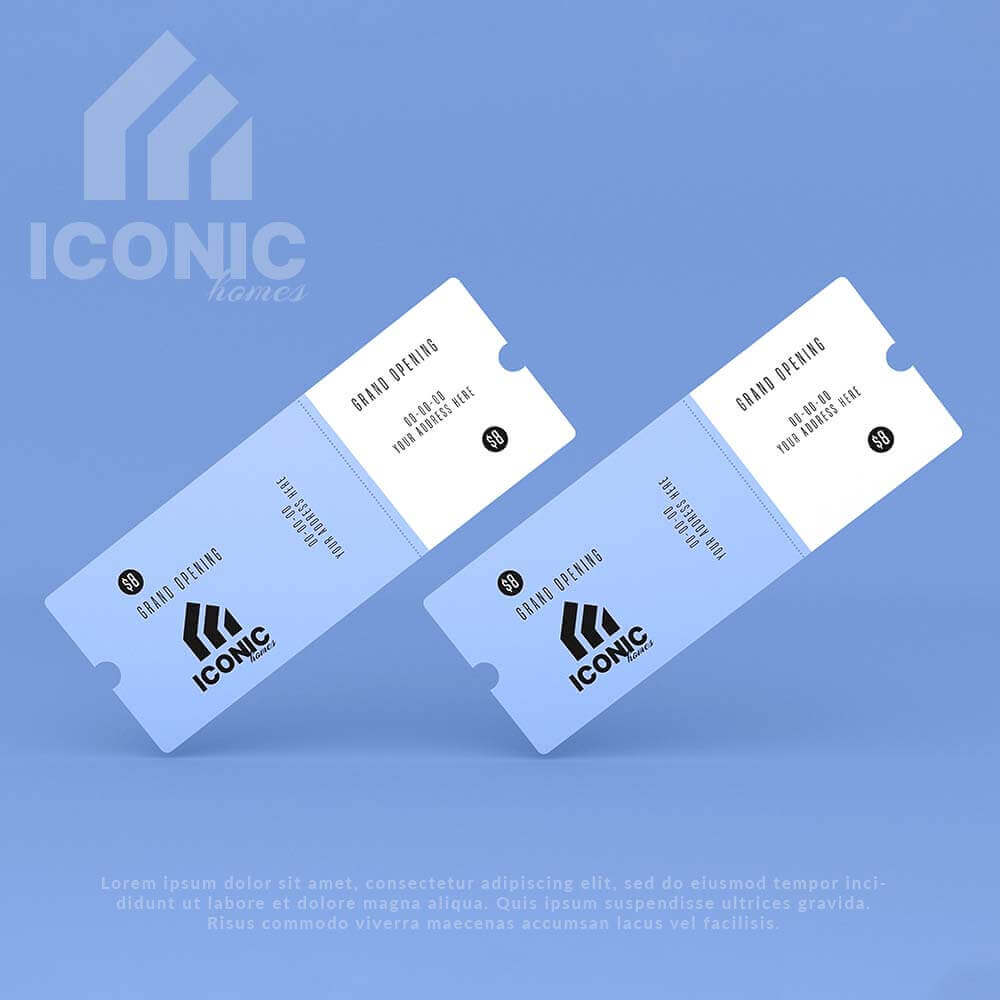 ICONIC
homes
GRAND OPENING
00-00-00
YOUR ADDRESS HERE
$8
00-00-00
YOUR ADDRESS HERE
$8
GRAND OPENING
ICONIC
homes
GRAND OPENING
00-00-00
YOUR ADDRESS HERE
$8
00-00-00
YOUR ADDRESS HERE
$8
GRAND OPENING
ICONIC
homes
Lorem ipsum dolor sit amet, consectetur adipiscing elit, sed do eiusmod tempor inci-
didunt ut labore et dolore magna aliqua. Quis ipsum suspendisse ultrices gravida.
Risus commodo viverra maecenas accumsan lacus vel facilisis.